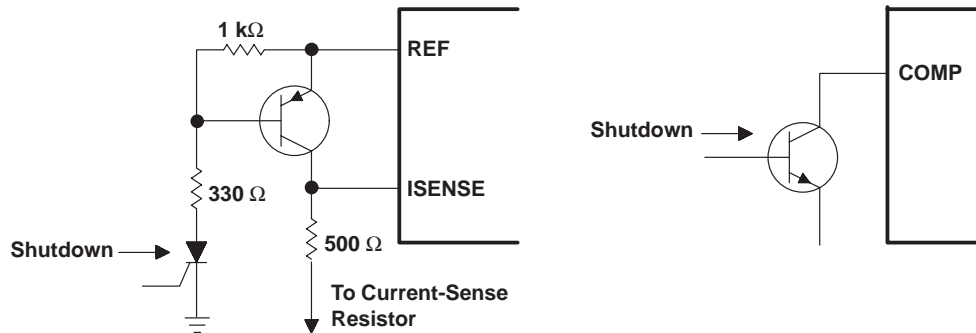 1 kΩ
REF
COMP
Shutdown
ISENSE
330 Ω
500 Ω
Shutdown
To Current-Sense
Resistor